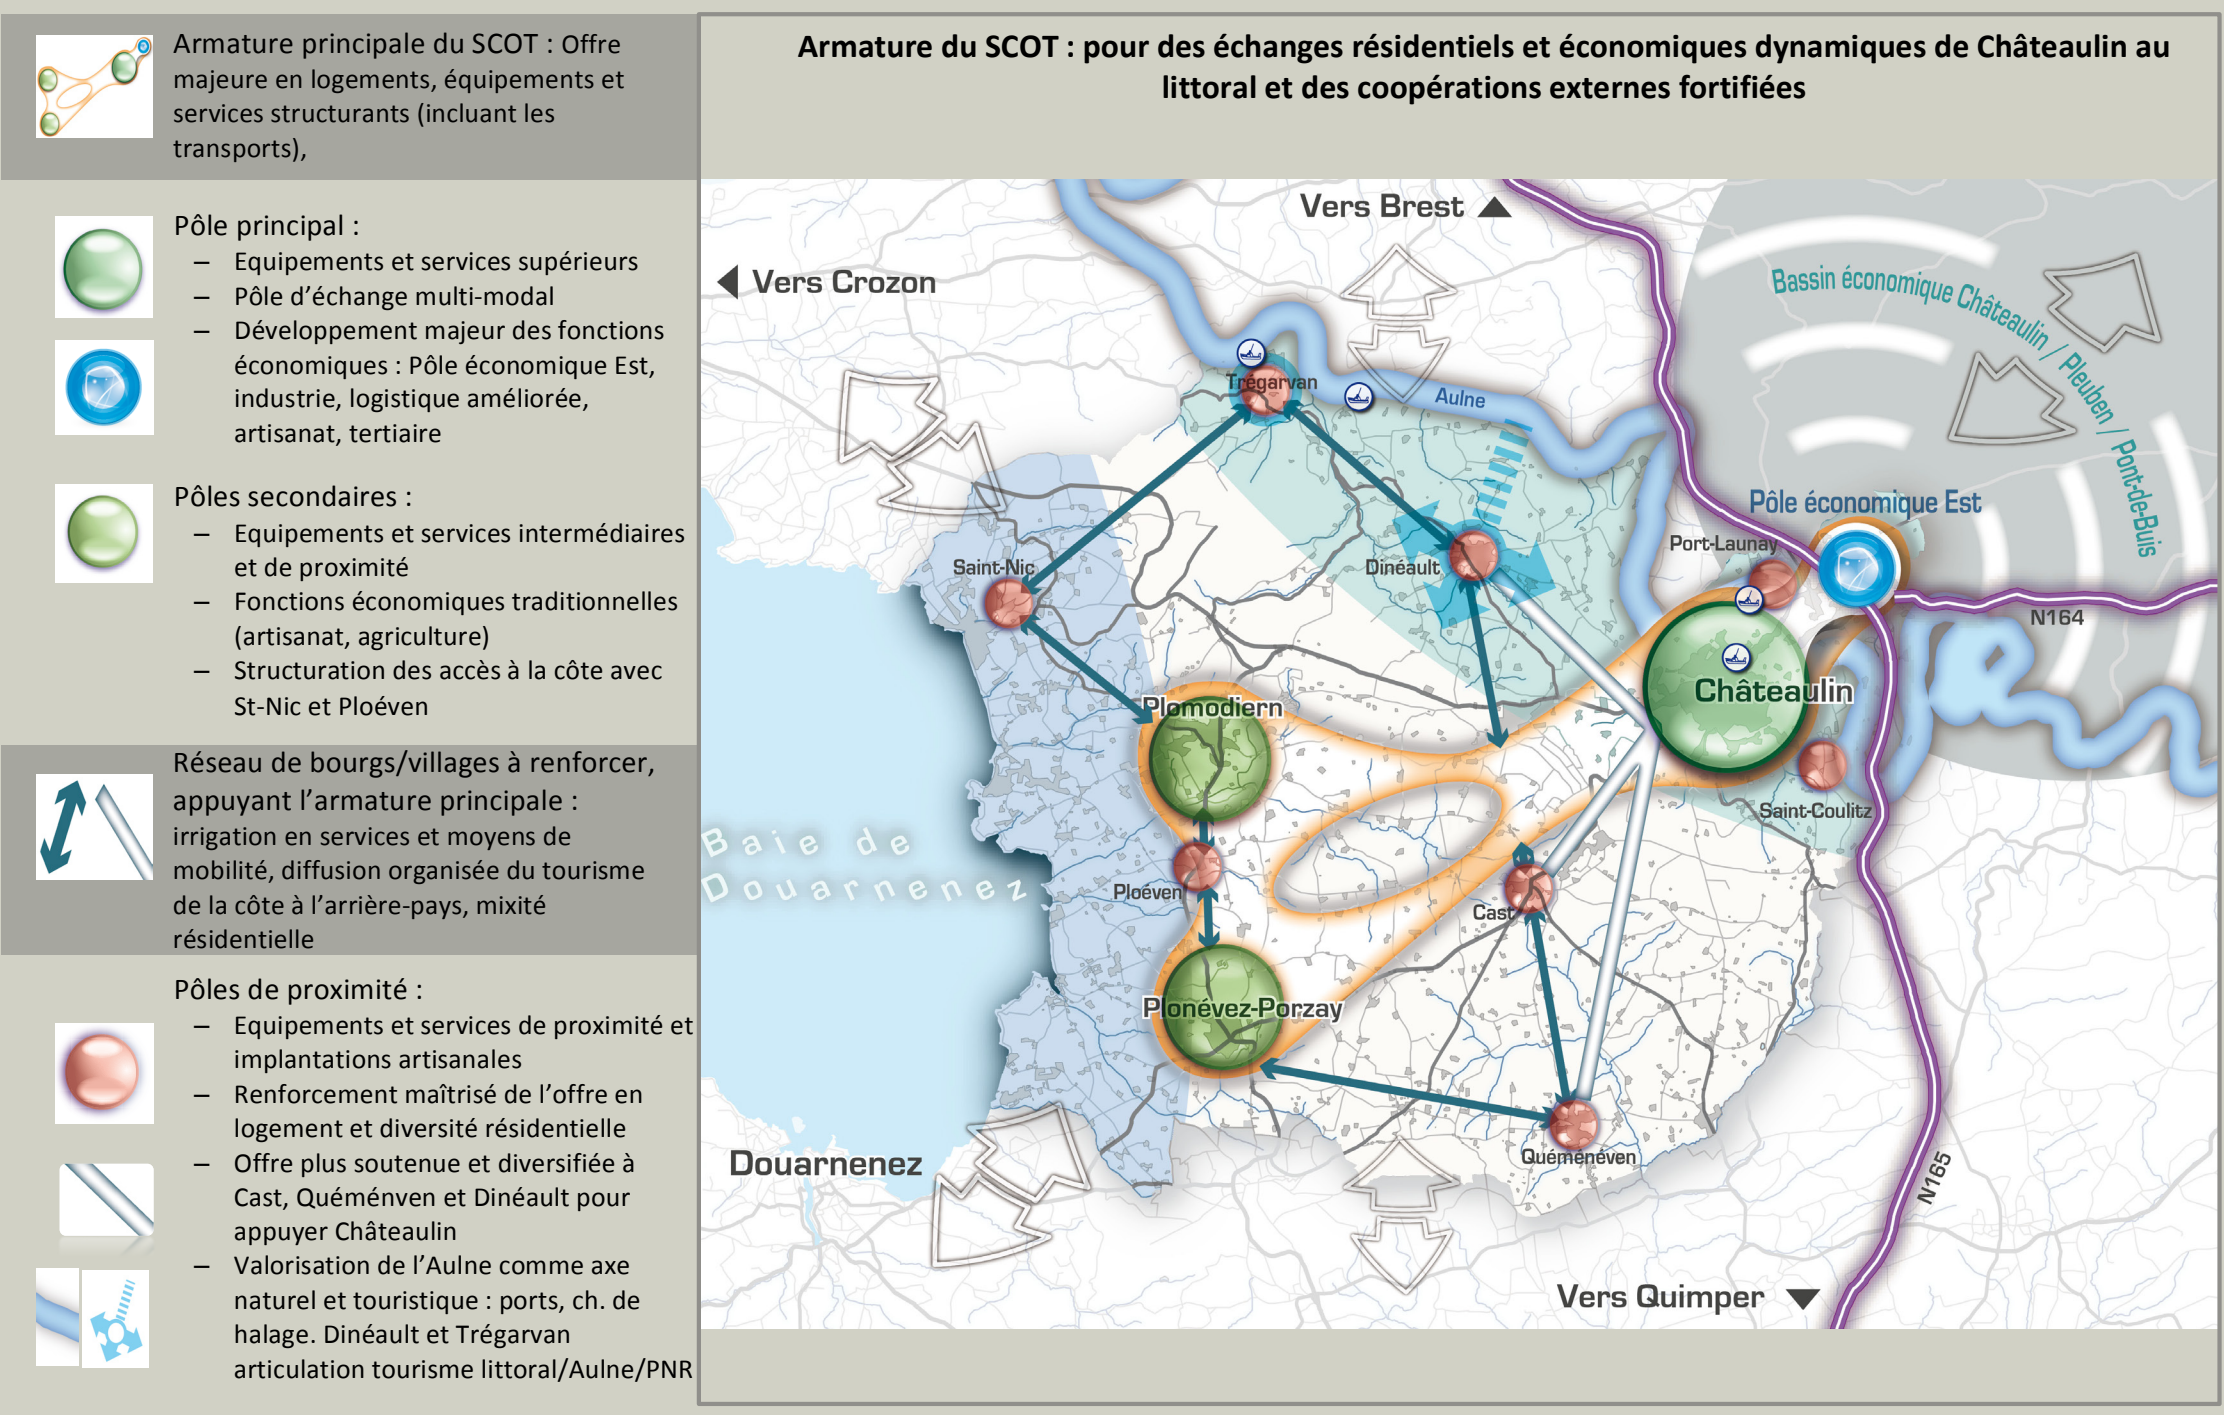 Armature principale du SCOT : Offre
majeure en logements, équipements et
services structurants (incluant les
transports),
Pôle principal :
– Equipements et services supérieurs
– Pôle d'échange multi-modal
– Développement majeur des fonctions
économiques : Pôle économique Est,
industrie, logistique améliorée,
artisanat, tertiaire
Pôles secondaires :
– Equipements et services intermédiaires
et de proximité
– Fonctions économiques traditionnelles
(artisanat, agriculture)
– Structuration des accès à la côte avec
St-Nic et Ploéven
Réseau de bourgs/villages à renforcer,
appuyant l'armature principale :
irrigation en services et moyens de
mobilité, diffusion organisée du tourisme
de la côte à l'arrière-pays, mixité
résidentielle
Pôles de proximité :
– Equipements et services de proximité et
implantations artisanales
– Renforcement maîtrisé de l'offre en
logement et diversité résidentielle
– Offre plus soutenue et diversifiée à
Cast, Quéménven et Dinéault pour
appuyer Châteaulin
– Valorisation de l'Aulne comme axe
naturel et touristique : ports, ch. de
halage. Dinéault et Trégarvan
articulation tourisme littoral/Aulne/PNR
Armature du SCOT : pour des échanges résidentiels et économiques dynamiques de Châteaulin au
littoral et des coopérations externes fortifiées
Vers Brest
Vers Crozon
Bassin économique Châteaulin / Pleuben / Pont-de-Buis
Trégarvan
Aulne
Pôle économique Est
Port-Launay
Saint-Nic
Dinéault
N164
Châteaulin
Plomodiern
Saint-Coulitz
Baie de
Douarnenez
Ploéven
Cast
Plonévez-Porzay
Quéménéven
Douarnenez
N165
Vers Quimper